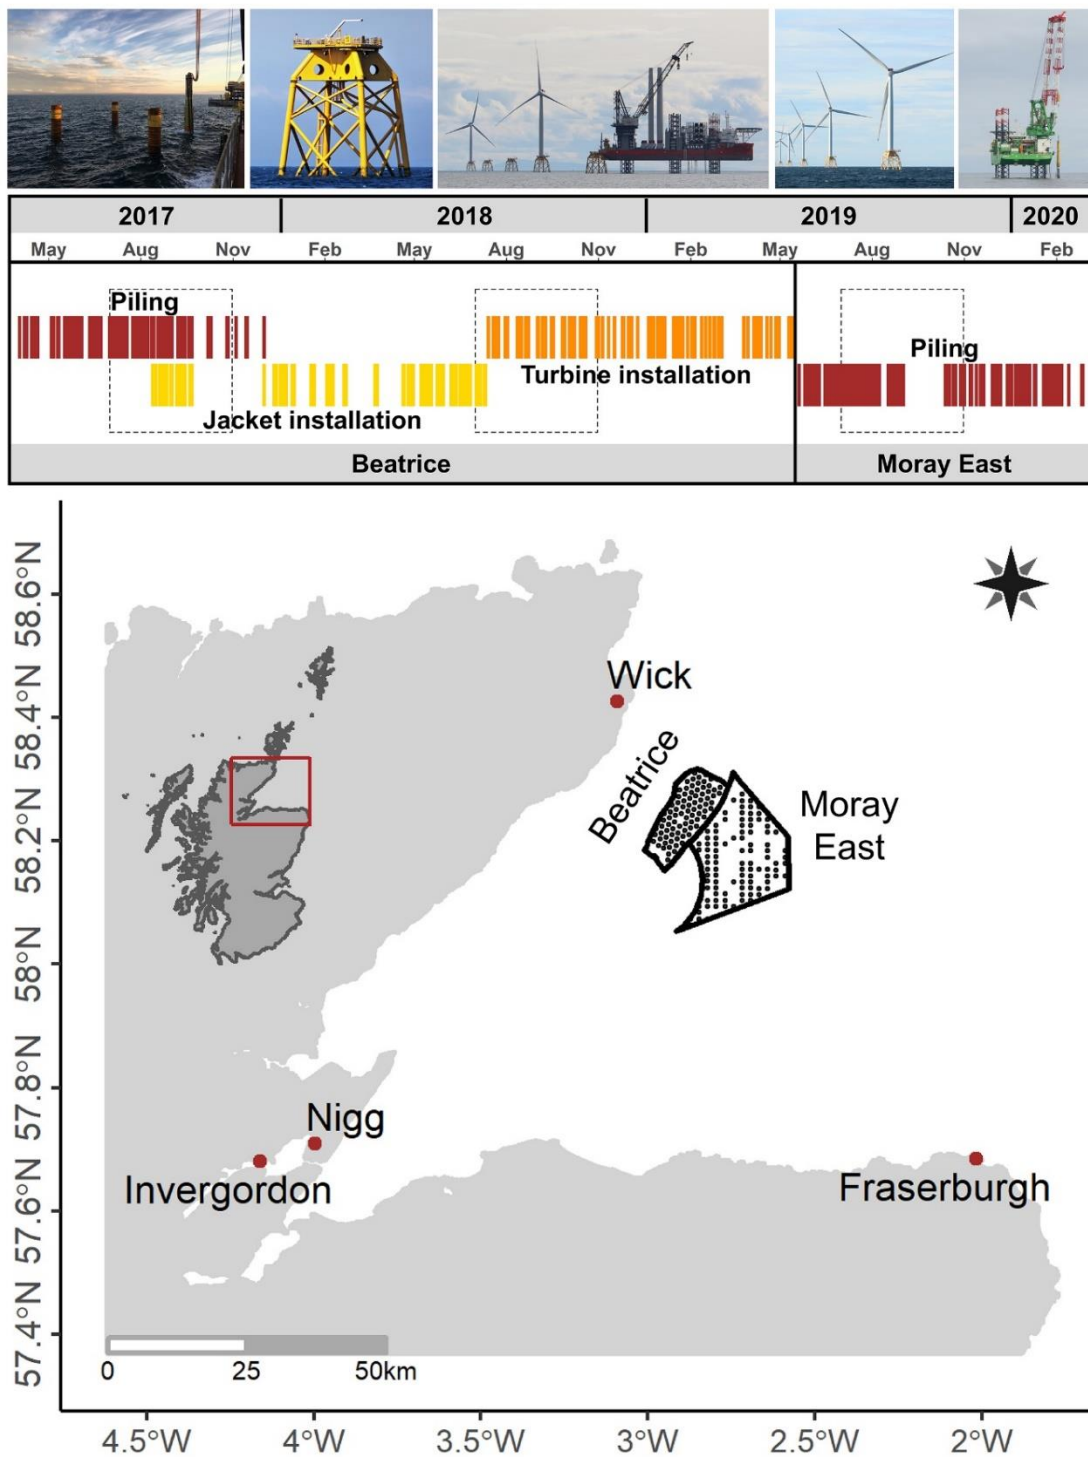 2017 2018 2019 2020
May Aug Nov Feb May Aug Nov Feb May Aug Nov Feb
Piling
Piling
Turbine installation
Jacket installation
Beatrice Moray East
58.6°N
58.4°N
58.2°N
58°N
57.8°N
57.6°N
57.4°N
Wick
Beatrice
Moray
East
Nigg
Invergordon
Fraserburgh
0 25 50km
4.5°W 4°W 3.5°W 3°W 2.5°W 2°W